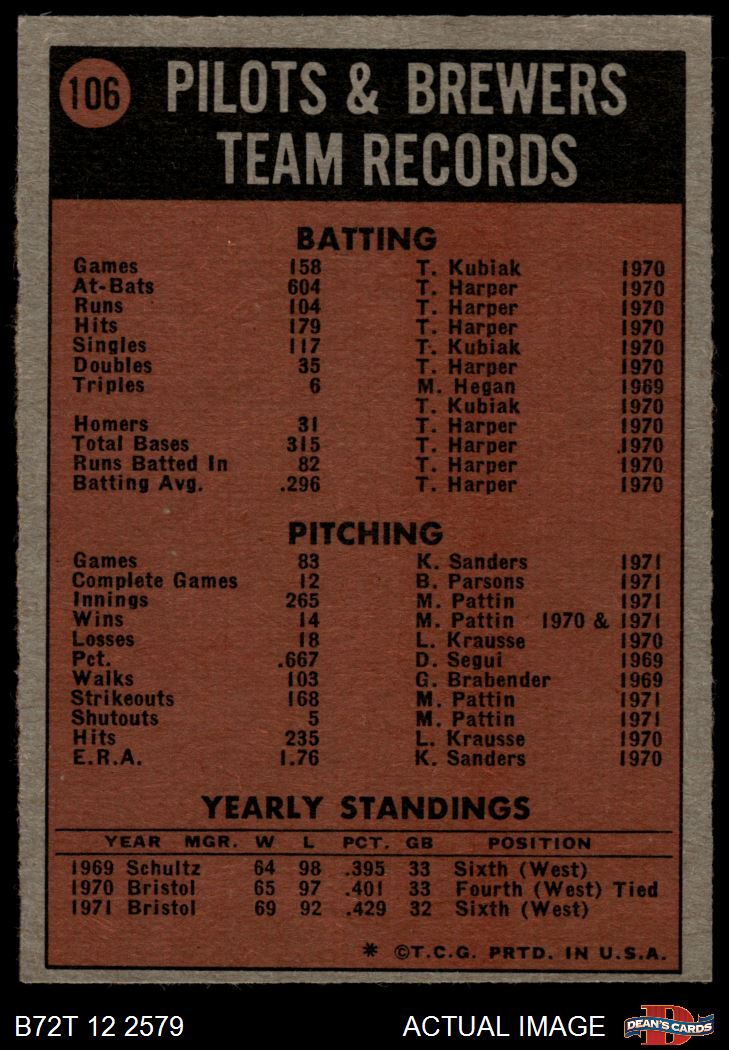 106 PILOTS & BREWERS
TEAM RECORDS
BATTING
Games 158 T. Kubiak 1970
At-Bats 604 T. Harper 1970
Runs 104 T. Harper 1970
Hits 179 T. Harper 1970
Singles 117 T. Kubiak 1970
Doubles 35 T. Harper 1970
Triples 6 M. Hegan 1969
T. Kubiak 1970
Homers 31 T. Harper 1970
Total Bases 315 T. Harper 1970
Runs Batted In 82 T. Harper 1970
Batting Avg. .296 T. Harper 1970
PITCHING
Games 83 K. Sanders 1971
Complete Games 12 B. Parsons 1971
Innings 265 M. Pattin 1971
Wins 14 M. Pattin 1970 & 1971
Losses 18 L. Krausse 1970
Pct. .667 D. Segui 1969
Walks 103 G. Brabender 1969
Strikeouts 168 M. Pattin 1971
Shutouts 5 M. Pattin 1971
Hits 235 L. Krausse 1970
E.R.A. 1.76 K. Sanders 1970
YEARLY STANDINGS
YEAR MGR. W L PCT. GB POSITION
1969 Schultz 64 98 .395 33 Sixth (West)
1970 Bristol 65 97 .401 33 Fourth (West) Tied
1971 Bristol 69 92 .429 32 Sixth (West)
* ©T.C.G. PRTD. IN U.S.A.
B72T 12 2579 ACTUAL IMAGE DEAN'S CARDS